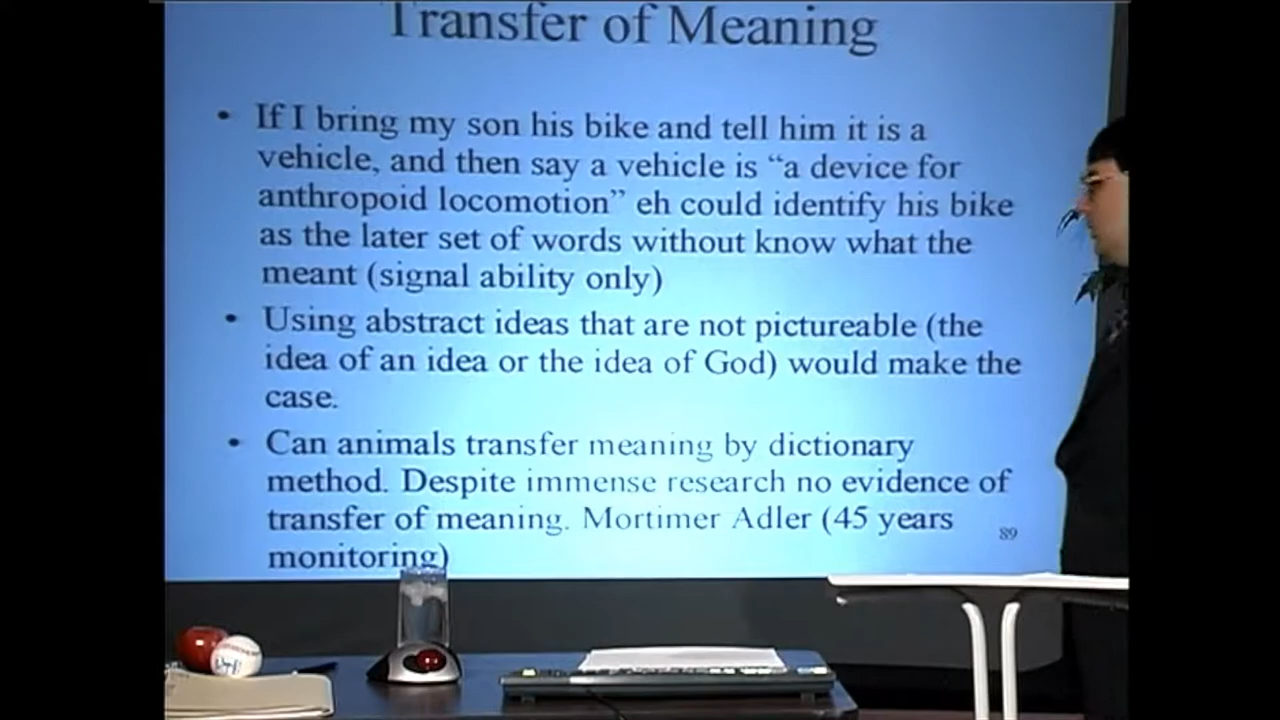 Transfer of Meaning
• If I bring my son his bike and tell him it is a
vehicle, and then say a vehicle is “a device for
anthropoid locomotion” eh could identify his bike
as the later set of words without know what the
meant (signal ability only)
• Using abstract ideas that are not pictureable (the
idea of an idea or the idea of God) would make the
case.
• Can animals transfer meaning by dictionary
method. Despite immense research no evidence of
transfer of meaning. Mortimer Adler (45 years
monitoring)
89